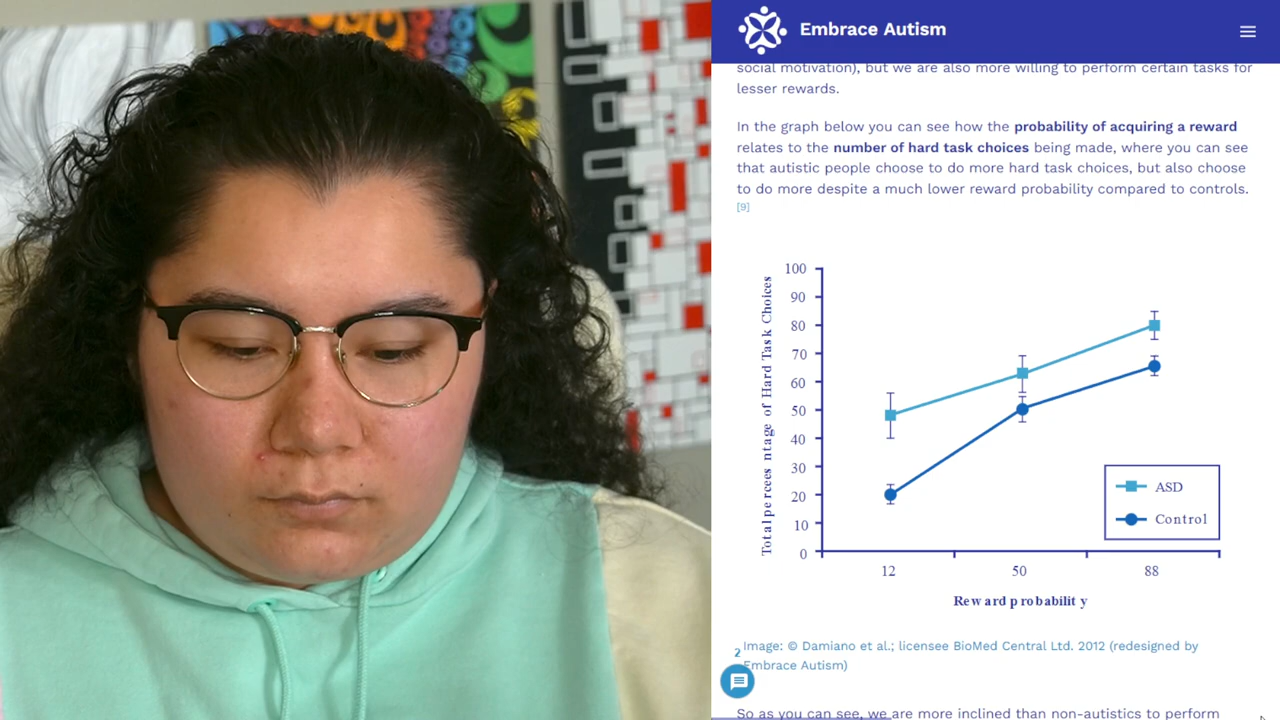 Embrace Autism
social motivation), but we are also more willing to perform certain tasks for
lesser rewards.
In the graph below you can see how the probability of acquiring a reward
relates to the number of hard task choices being made, where you can see
that autistic people choose to do more hard task choices, but also choose
to do more despite a much lower reward probability compared to controls.
[9]
Total percee ntage of Hard Task Choices
100
90
80
70
60
50
40
30
20
10
0
12 50 88
Reward probability
ASD
Control
2
Image: © Damiano et al.; licensee BioMed Central Ltd. 2012 (redesigned by
Embrace Autism)
So as you can see, we are more inclined than non-autistics to perform